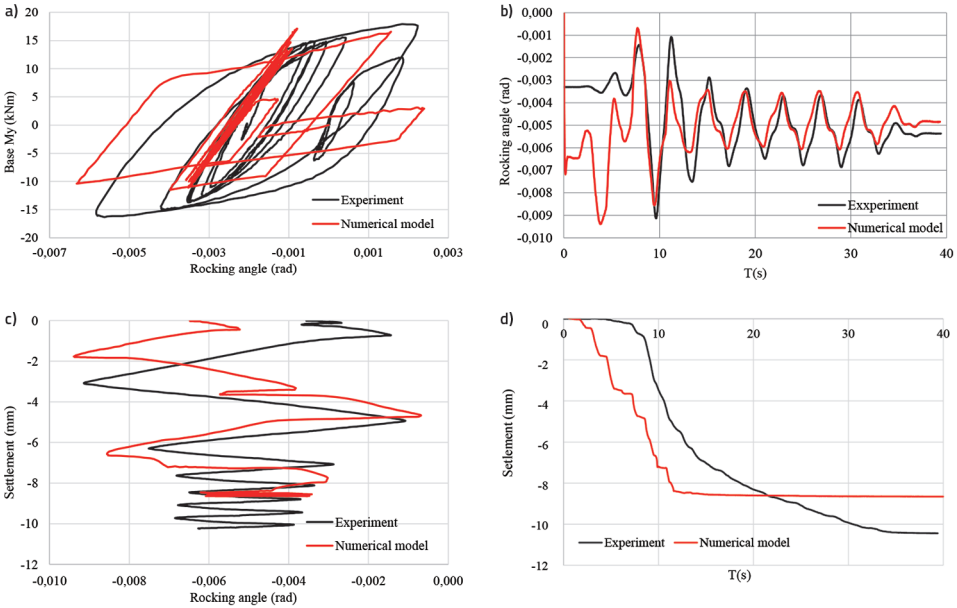 a)
Base My (kNm)
20
15
10
5
0
-5
-10
-15
-20
Experiment
Numerical model
-0,007
-0,005
-0,003
-0,001
0,001
0,003
Rocking angle (rad)
b)
Rooking angle (rad)
0,000
-0,001
-0,003
-0,004
-0,005
-0,006
-0,008
-0,009
-0,010
Exxperiment
Numerical model
0
10
20
30
40
T(s)
c)
Settlement (mm)
0
-2
-4
-6
-8
-10
-12
Experiment
Numerical model
-0,010
-0,008
-0,006
-0,004
-0,002
0,000
Rocking angle (rad)
d)
Setlement (mm)
0
-2
-4
-6
-8
-10
-12
0
10
20
30
40
Experiment
Numerical model
T(s)